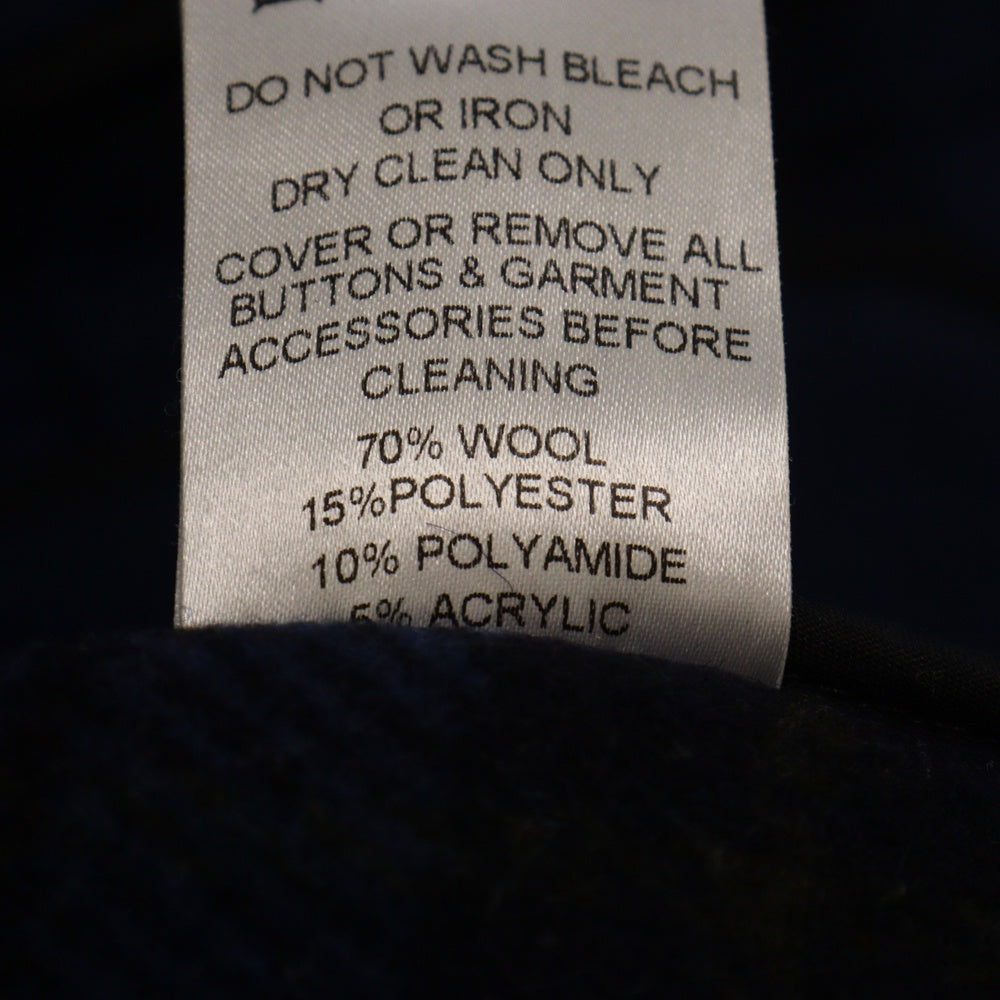 DO NOT WASH BLEACH
OR IRON
DRY CLEAN ONLY
COVER OR REMOVE ALL
BUTTONS & GARMENT
ACCESSORIES BEFORE
CLEANING
70% WOOL
15%POLYESTER
10% POLYAMIDE
5% ACRYLIC